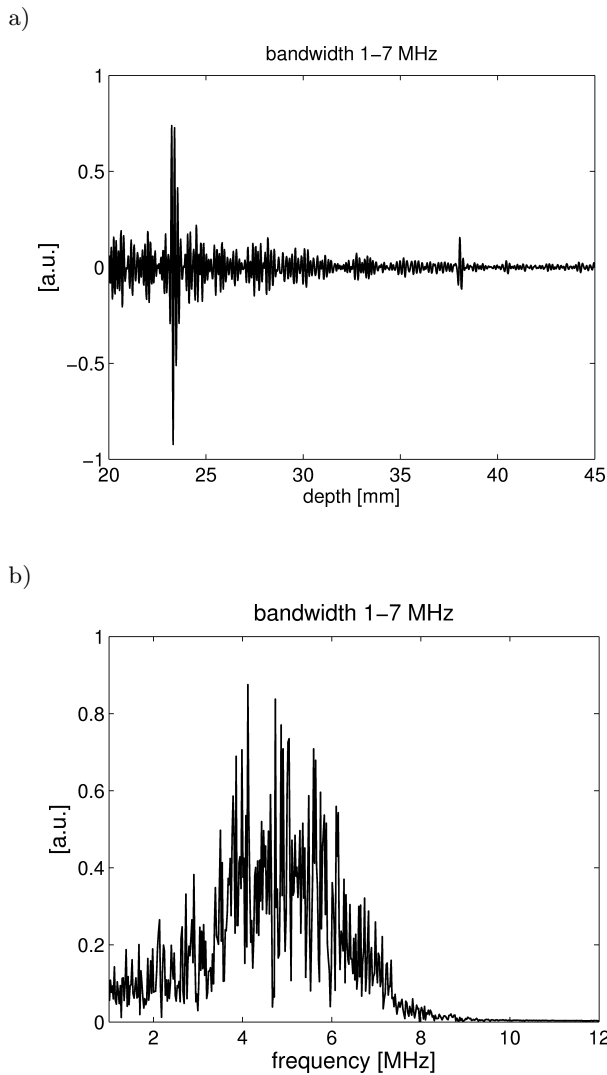 a)
bandwidth 1−7 MHz
1
0.5
0
−0.5
−1
[a.u.]
20 25 30 35 40 45
depth [mm]
b)
bandwidth 1−7 MHz
1
0.8
0.6
0.4
0.2
0
[a.u.]
2 4 6 8 10 12
frequency [MHz]